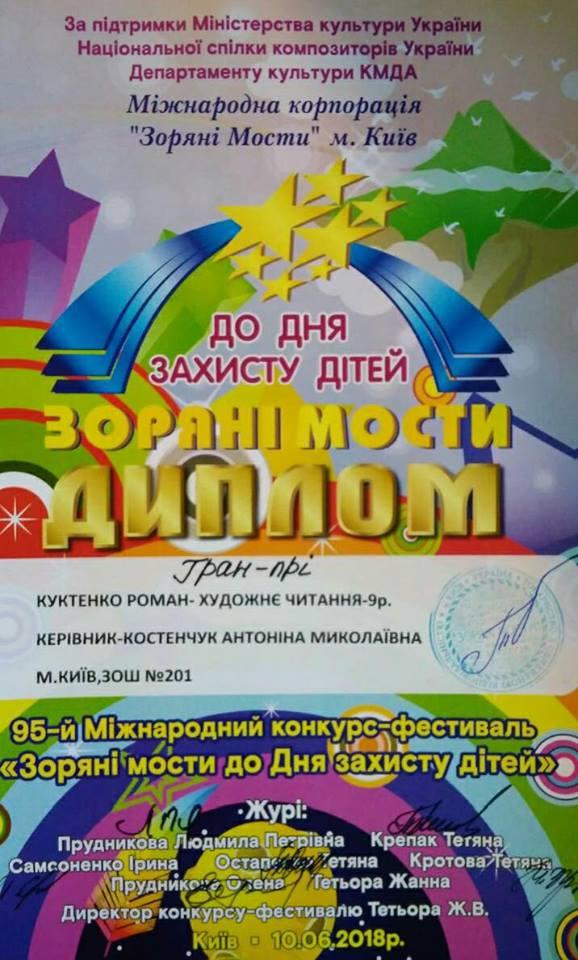 За підтримки Міністерства культури України
Національної спілки композиторів України
Департаменту культури КМДА
Міжнародна корпорація
"Зоряні Мости" м. Київ
ДО ДНЯ
ЗАХИСТУ ДІТЕЙ
ЗОРЯНІ МОСТИ
ДИПЛОМ
Гран-прі
КУКТЕНКО РОМАН- ХУДОЖНЄ ЧИТАННЯ-9р.
КЕРІВНИК-КОСТЕНЧУК АНТОНІНА МИКОЛАЇВНА
М.КИЇВ,ЗОШ №201
95-й Міжнародний конкурс-фестиваль
«Зоряні мости до Дня захисту дітей»
Журі:
Прудникова Людмила Петрівна Крепак Тетяна
Самсоненко Ірина Тетяна Кротова Тетяна
Прудникова Олена Тетьора Жанна
Директор конкурсу-фестивалю Тетьора Ж.В.
Київ • 10.06.2018р.